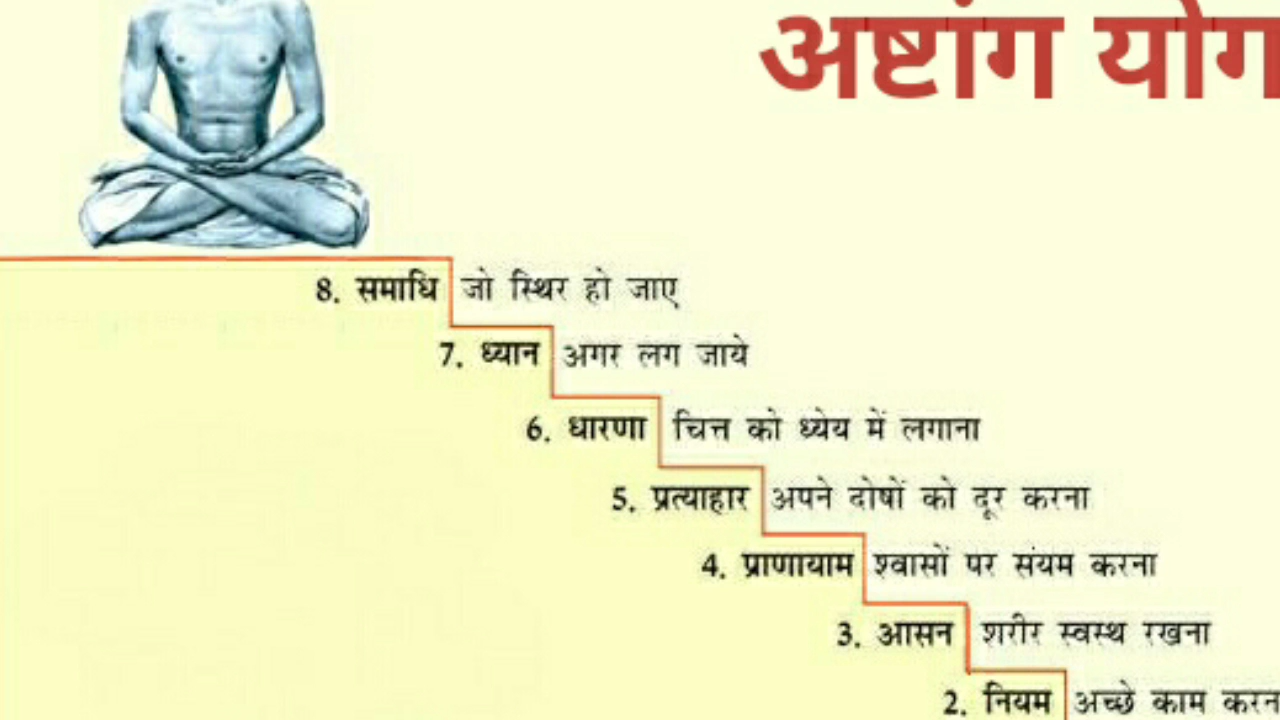 अष्टांग योग
8. समाधि जो स्थिर हो जाए
7. ध्यान अगर लग जाये
6. धारणा चित्त को ध्येय में लगाना
5. प्रत्याहार अपने दोषों को दूर करना
4. प्राणायाम श्वासों पर संयम करना
3. आसन शरीर स्वस्थ रखना
2. नियम अच्छे काम करन